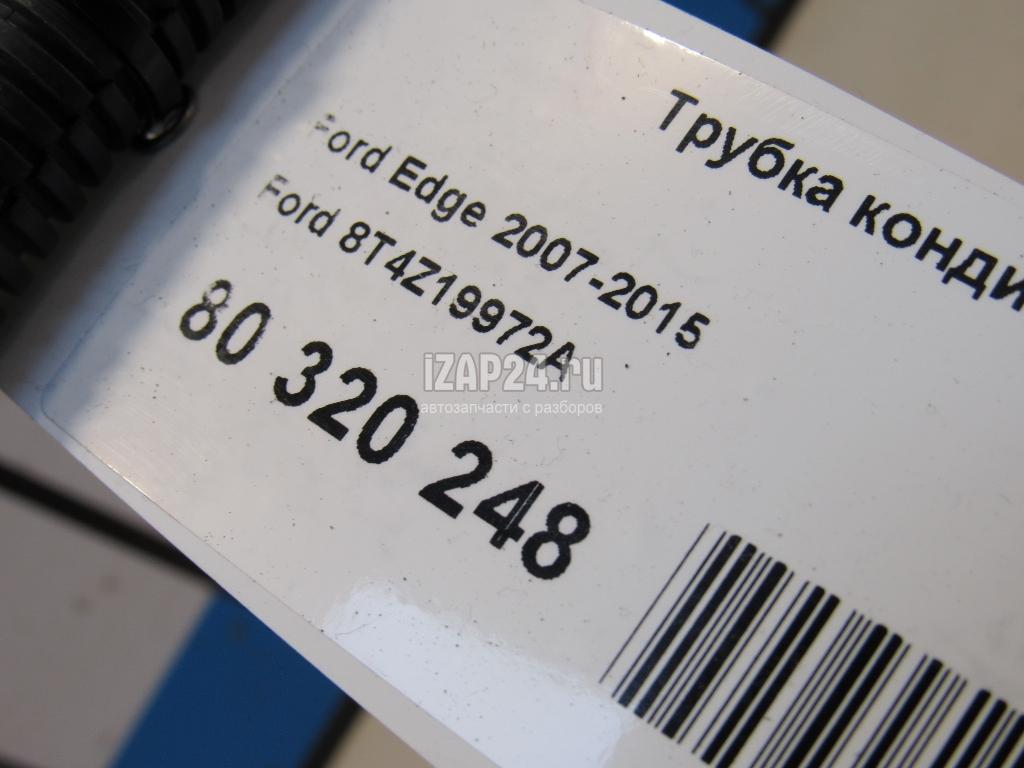 Трубка конди
Ford Edge 2007-2015
Ford 8T4Z19972A
80 320 248
iZAP24.ru
автозапчасти с разборов